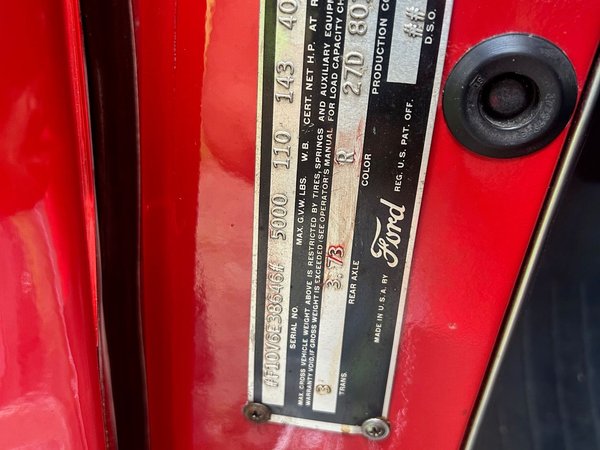 5000 110 143 40
SERIAL NO. MAX. G.V.W. LBS. W.B. CERT. NET H.P. AT R
MAX. GROSS VEHICLE WEIGHT ABOVE IS RESTRICTED BY TIRES, SPRINGS AND AUXILIARY EQUIPME
WARRANTY VOID, IF GROSS WEIGHT IS EXCEEDED (SEE OPERATOR'S MANUAL FOR LOAD CAPACITY CH
3 3.73 R 27D 80
TRANS. REAR AXLE COLOR PRODUCTION CO
MADE IN U.S.A. BY Ford REG. U.S. PAT. OFF. D.S.O.